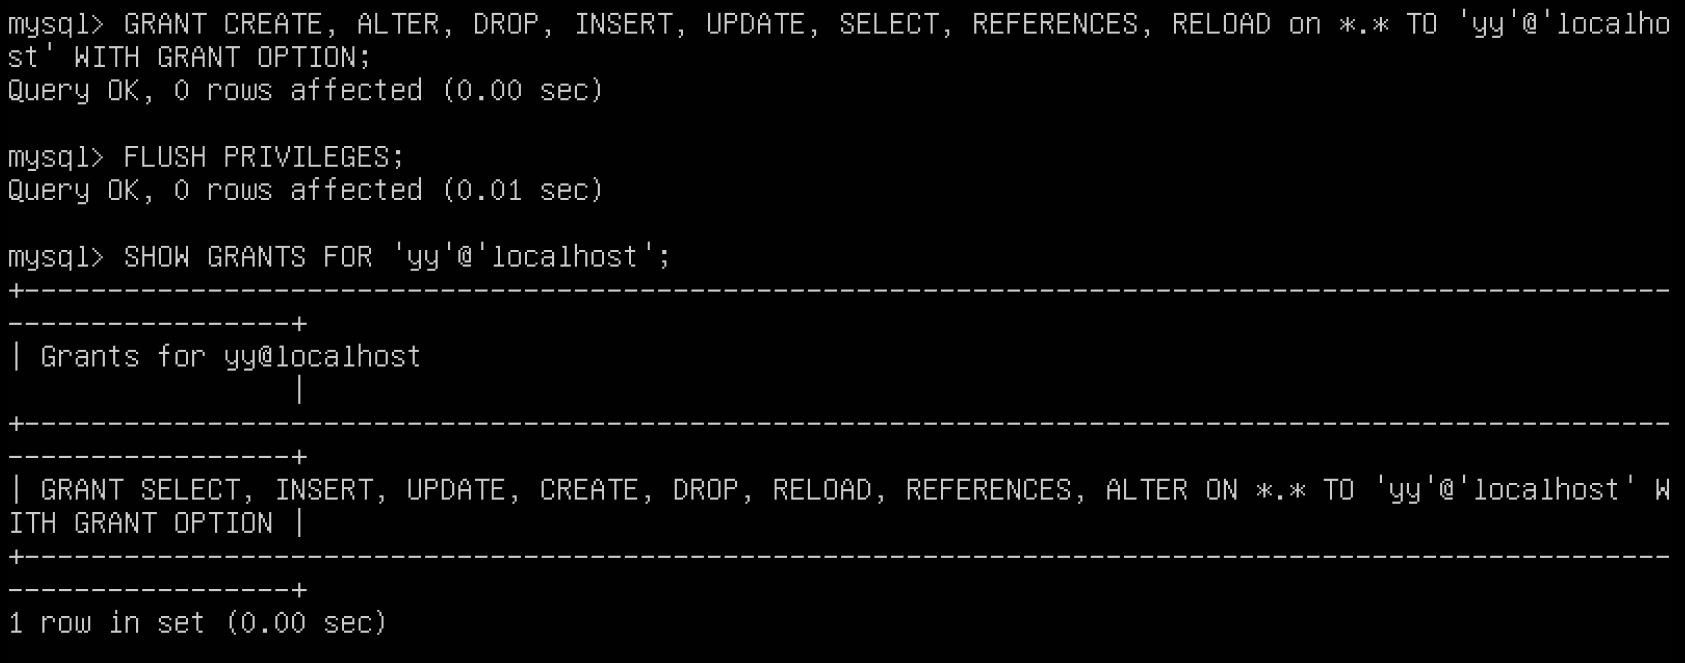 mysql> GRANT CREATE, ALTER, DROP, INSERT, UPDATE, SELECT, REFERENCES, RELOAD on *.* TO 'yy'@'localho
st' WITH GRANT OPTION;
Query OK, 0 rows affected (0.00 sec)

mysql> FLUSH PRIVILEGES;
Query OK, 0 rows affected (0.01 sec)

mysql> SHOW GRANTS FOR 'yy'@'localhost';
+---------------------------------------------------------------------------------------------------
-----------------+
| Grants for yy@localhost
                 |
+---------------------------------------------------------------------------------------------------
-----------------+
| GRANT SELECT, INSERT, UPDATE, CREATE, DROP, RELOAD, REFERENCES, ALTER ON *.* TO 'yy'@'localhost' W
ITH GRANT OPTION |
+---------------------------------------------------------------------------------------------------
-----------------+
1 row in set (0.00 sec)